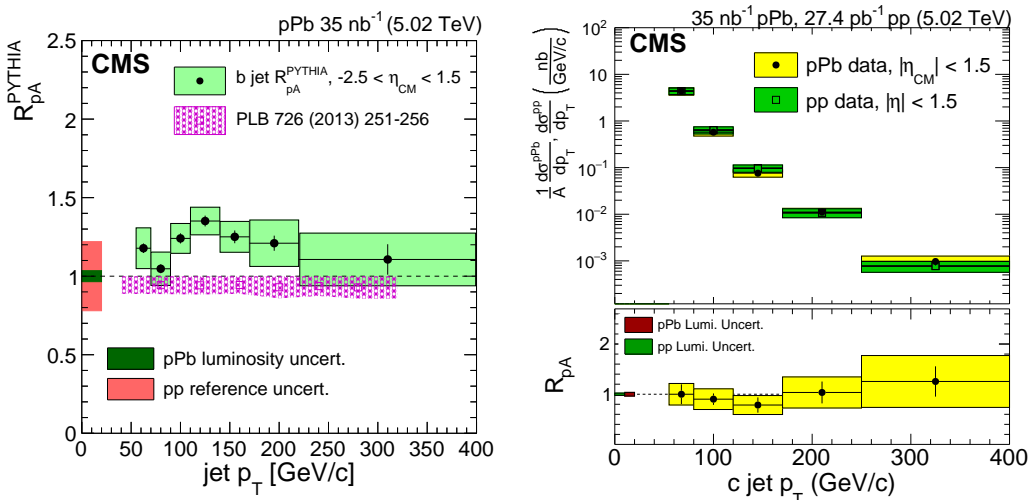 pPb 35 nb⁻¹ (5.02 TeV)
R_pA^PYTHIA
2.5
2
1.5
1
0.5
0
CMS
b jet R_pA^PYTHIA, -2.5 < η_CM < 1.5
PLB 726 (2013) 251-256
pPb luminosity uncert.
pp reference uncert.
0 50 100 150 200 250 300 350 400
jet p_T [GeV/c]
35 nb⁻¹ pPb, 27.4 pb⁻¹ pp (5.02 TeV)
1/A dσ^pPb/dp_T, dσ^pp/dp_T (nb/GeV/c)
10²
10
1
10⁻¹
10⁻²
10⁻³
CMS
pPb data, |η_CM| < 1.5
pp data, |η| < 1.5
R_pA
2
1
pPb Lumi. Uncert.
pp Lumi. Uncert.
0 100 200 300 400
c jet p_T (GeV/c)